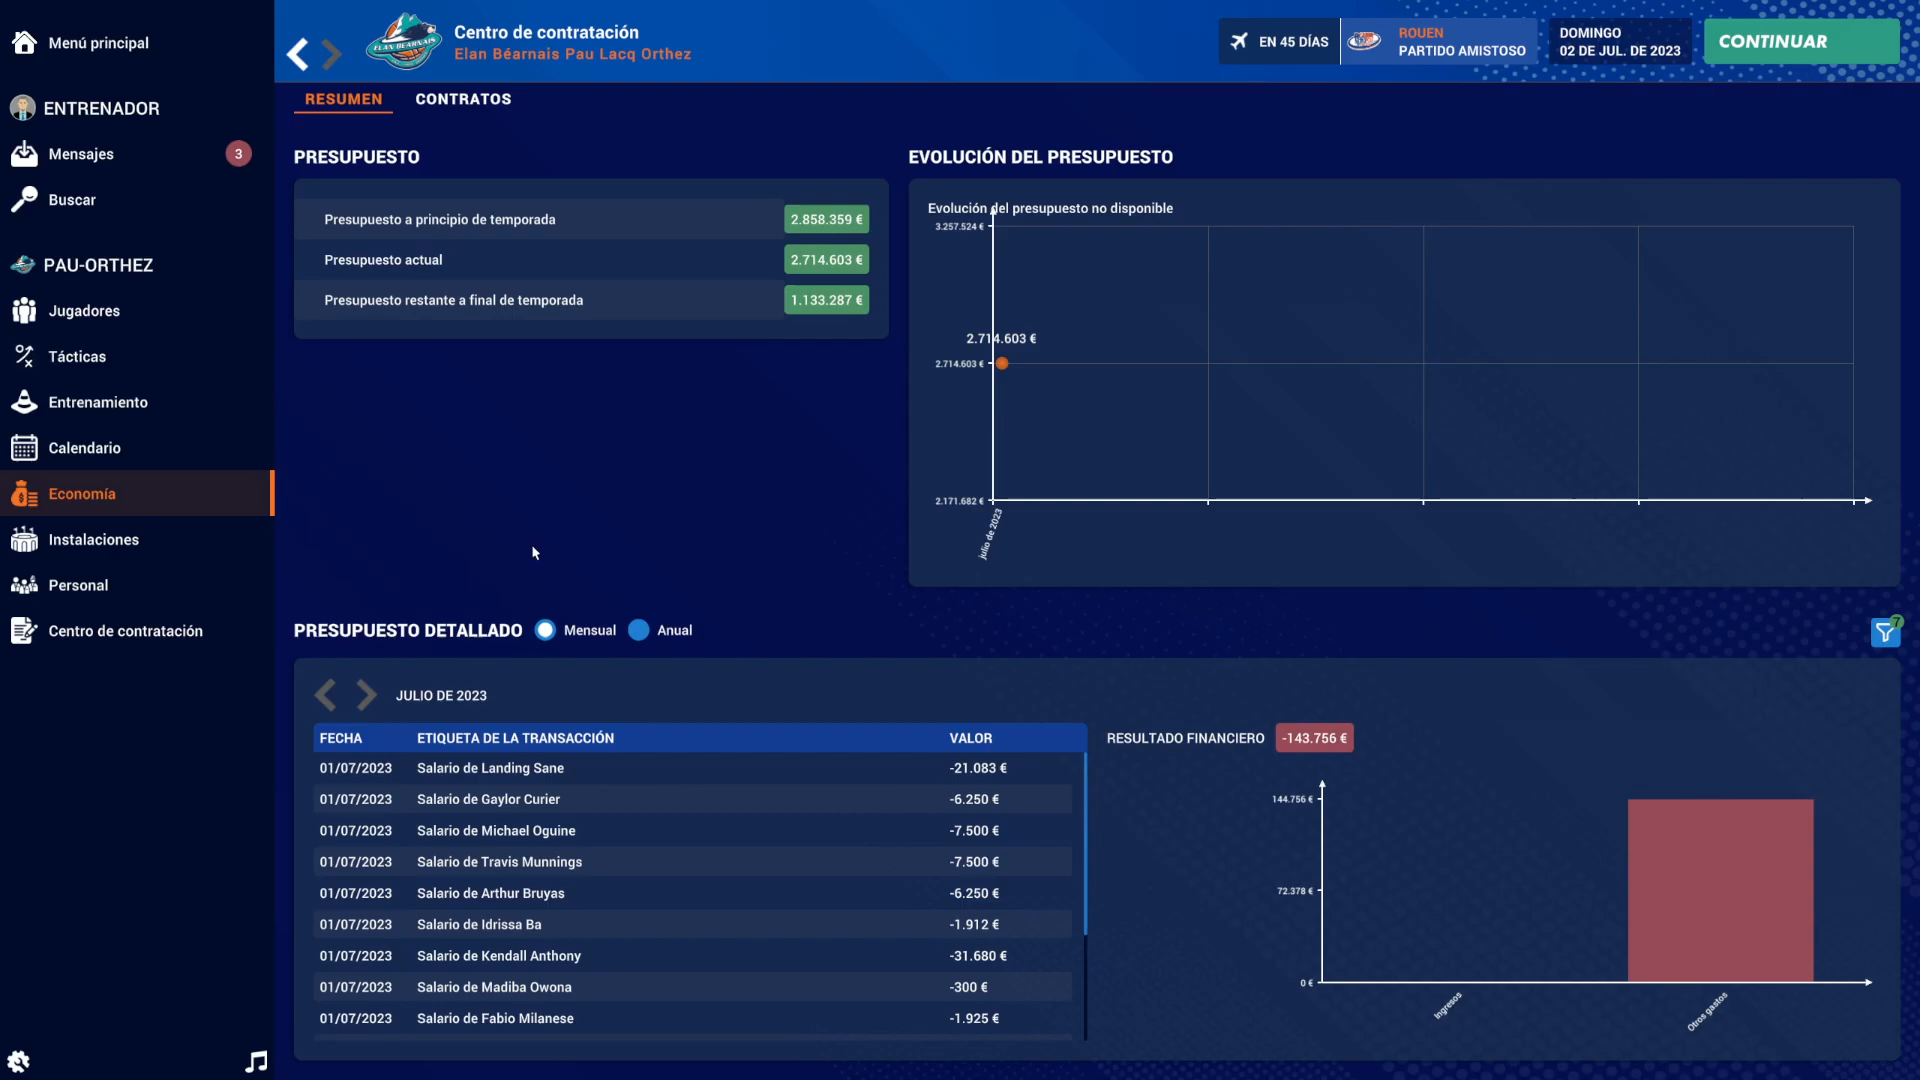 Menú principal
ENTRENADOR
Mensajes
3
Buscar
PAU-ORTHEZ
Jugadores
Tácticas
Entrenamiento
Calendario
Economía
Instalaciones
Personal
Centro de contratación
ELAN BÉARNAIS
Centro de contratación
Elan Béarnais Pau Lacq Orthez
EN 45 DÍAS
ROUEN
PARTIDO AMISTOSO
DOMINGO
02 DE JUL. DE 2023
CONTINUAR
RESUMEN
CONTRATOS
PRESUPUESTO
Presupuesto a principio de temporada
2.858.359 €
Presupuesto actual
2.714.603 €
Presupuesto restante a final de temporada
1.133.287 €
EVOLUCIÓN DEL PRESUPUESTO
Evolución del presupuesto no disponible
3.257.524 €
2.714.603 €
2.714.603 €
2.171.682 €
julio de 2023
PRESUPUESTO DETALLADO
Mensual
Anual
7
JULIO DE 2023
FECHA ETIQUETA DE LA TRANSACCIÓN VALOR
01/07/2023 Salario de Landing Sane -21.083 €
01/07/2023 Salario de Gaylor Curier -6.250 €
01/07/2023 Salario de Michael Oguine -7.500 €
01/07/2023 Salario de Travis Munnings -7.500 €
01/07/2023 Salario de Arthur Bruyas -6.250 €
01/07/2023 Salario de Idrissa Ba -1.912 €
01/07/2023 Salario de Kendall Anthony -31.680 €
01/07/2023 Salario de Madiba Owona -300 €
01/07/2023 Salario de Fabio Milanese -1.925 €
RESULTADO FINANCIERO -143.756 €
144.756 €
72.378 €
0 €
Ingresos
Otros gastos